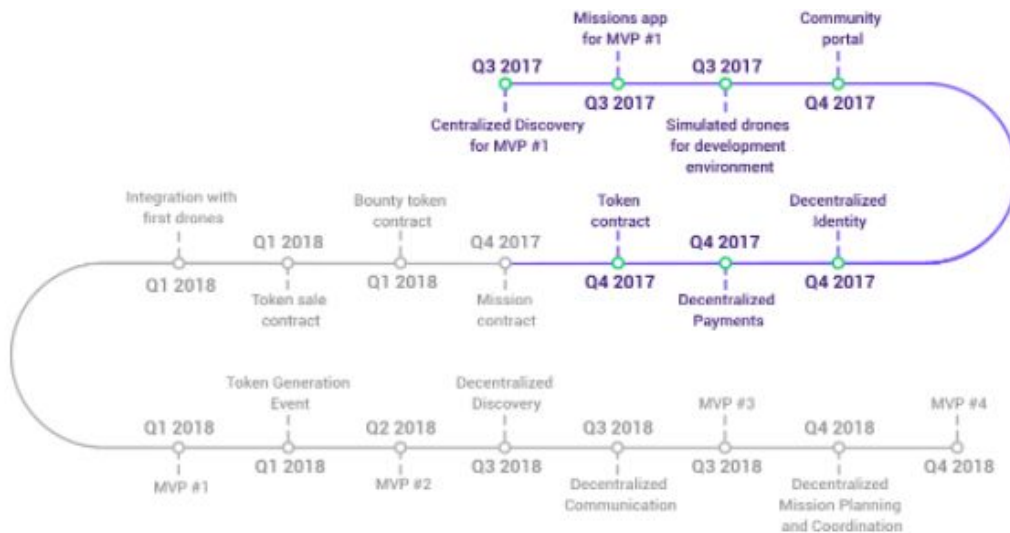 Missions app
for MVP #1
Community
portal
Q3 2017
Q3 2017
Q3 2017
Q4 2017
Centralized Discovery
for MVP #1
Simulated drones
for development
environment
Integration with
first drones
Bounty token
contract
Token
contract
Decentralized
Identity
Q1 2018
Q1 2018
Q1 2018
Q4 2017
Q4 2017
Q4 2017
Q4 2017
Token sale
contract
Mission
contract
Decentralized
Payments
Token Generation
Event
Decentralized
Discovery
MVP #3
MVP #4
Q1 2018
Q1 2018
Q2 2018
Q3 2018
Q3 2018
Q3 2018
Q4 2018
Q4 2018
MVP #1
MVP #2
Decentralized
Communication
Decentralized
Mission Planning
and Coordination